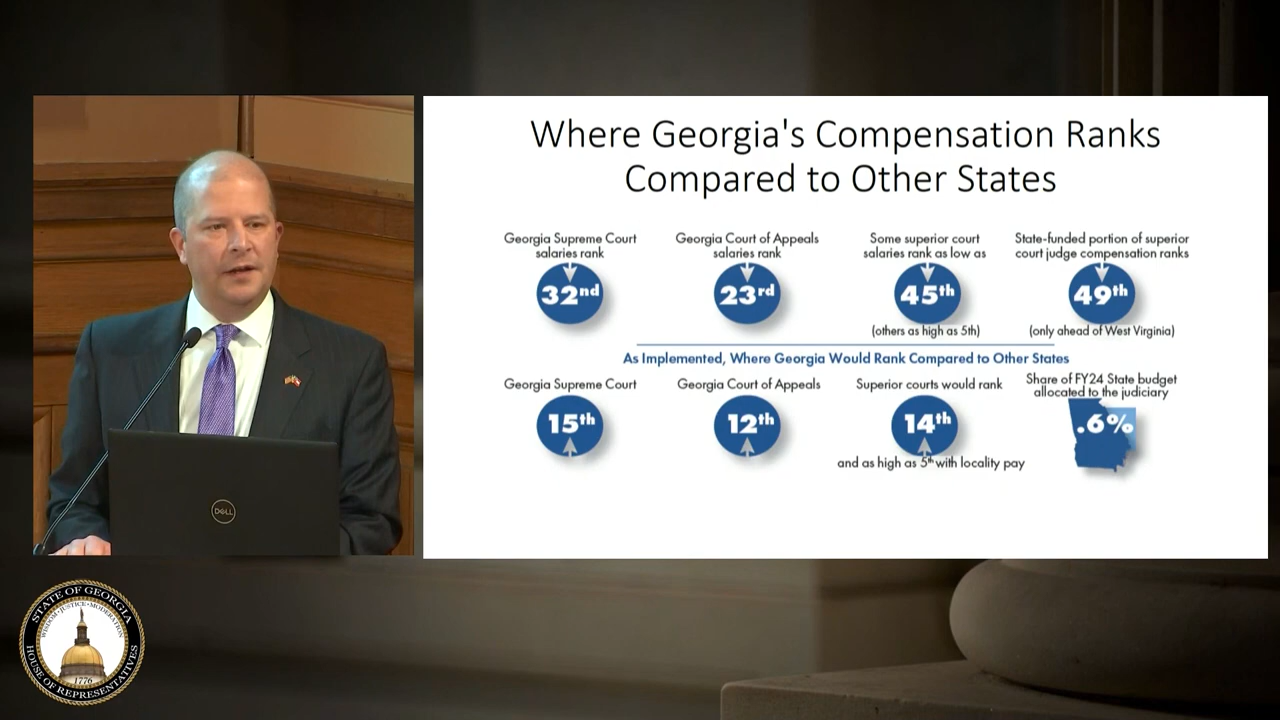 Where Georgia's Compensation Ranks
Compared to Other States
Georgia Supreme Court
salaries rank
32nd
Georgia Court of Appeals
salaries rank
23rd
Some superior court
salaries rank as low as
45th
(others as high as 5th)
State-funded portion of superior
court judge compensation ranks
49th
(only ahead of West Virginia)
As Implemented, Where Georgia Would Rank Compared to Other States
Georgia Supreme Court
15th
Georgia Court of Appeals
12th
Superior courts would rank
14th
and as high as 5th with locality pay
Share of FY24 State budget
allocated to the judiciary
.6%
DELL
STATE OF GEORGIA
WISDOM·JUSTICE·MODERATION
1776
HOUSE OF REPRESENTATIVES